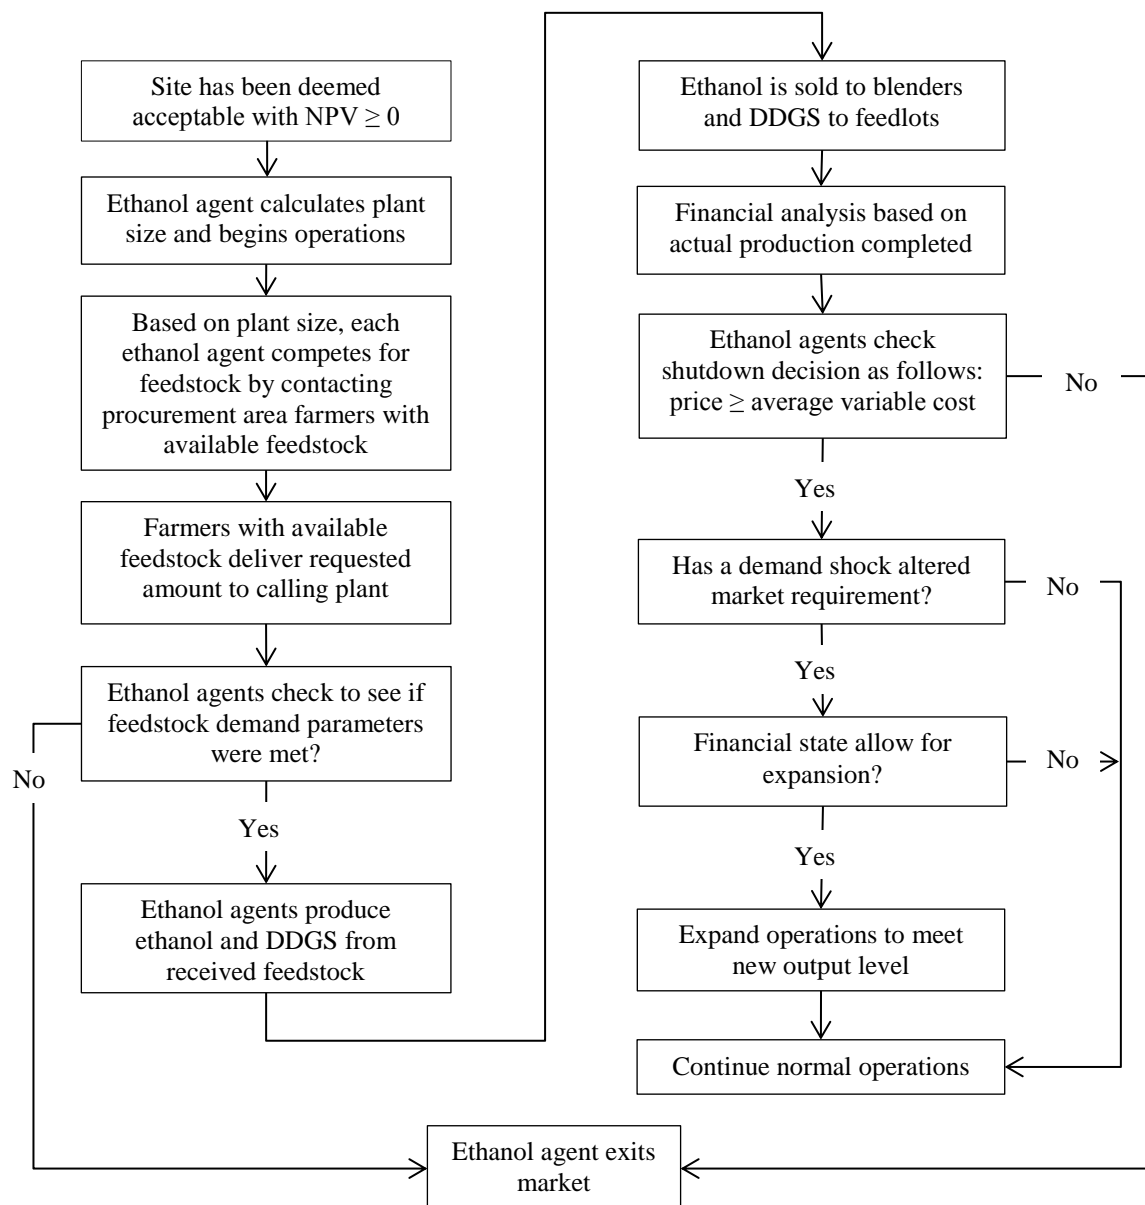 Site has been deemed
acceptable with NPV ≥ 0
Ethanol agent calculates plant
size and begins operations
Based on plant size, each
ethanol agent competes for
feedstock by contacting
procurement area farmers with
available feedstock
Farmers with available
feedstock deliver requested
amount to calling plant
Ethanol agents check to see if
feedstock demand parameters
were met?
No
Yes
Ethanol agents produce
ethanol and DDGS from
received feedstock
Ethanol is sold to blenders
and DDGS to feedlots
Financial analysis based on
actual production completed
Ethanol agents check
shutdown decision as follows:
price ≥ average variable cost
No
Yes
Has a demand shock altered
market requirement?
No
Yes
Financial state allow for
expansion?
No
Yes
Expand operations to meet
new output level
Continue normal operations
Ethanol agent exits
market